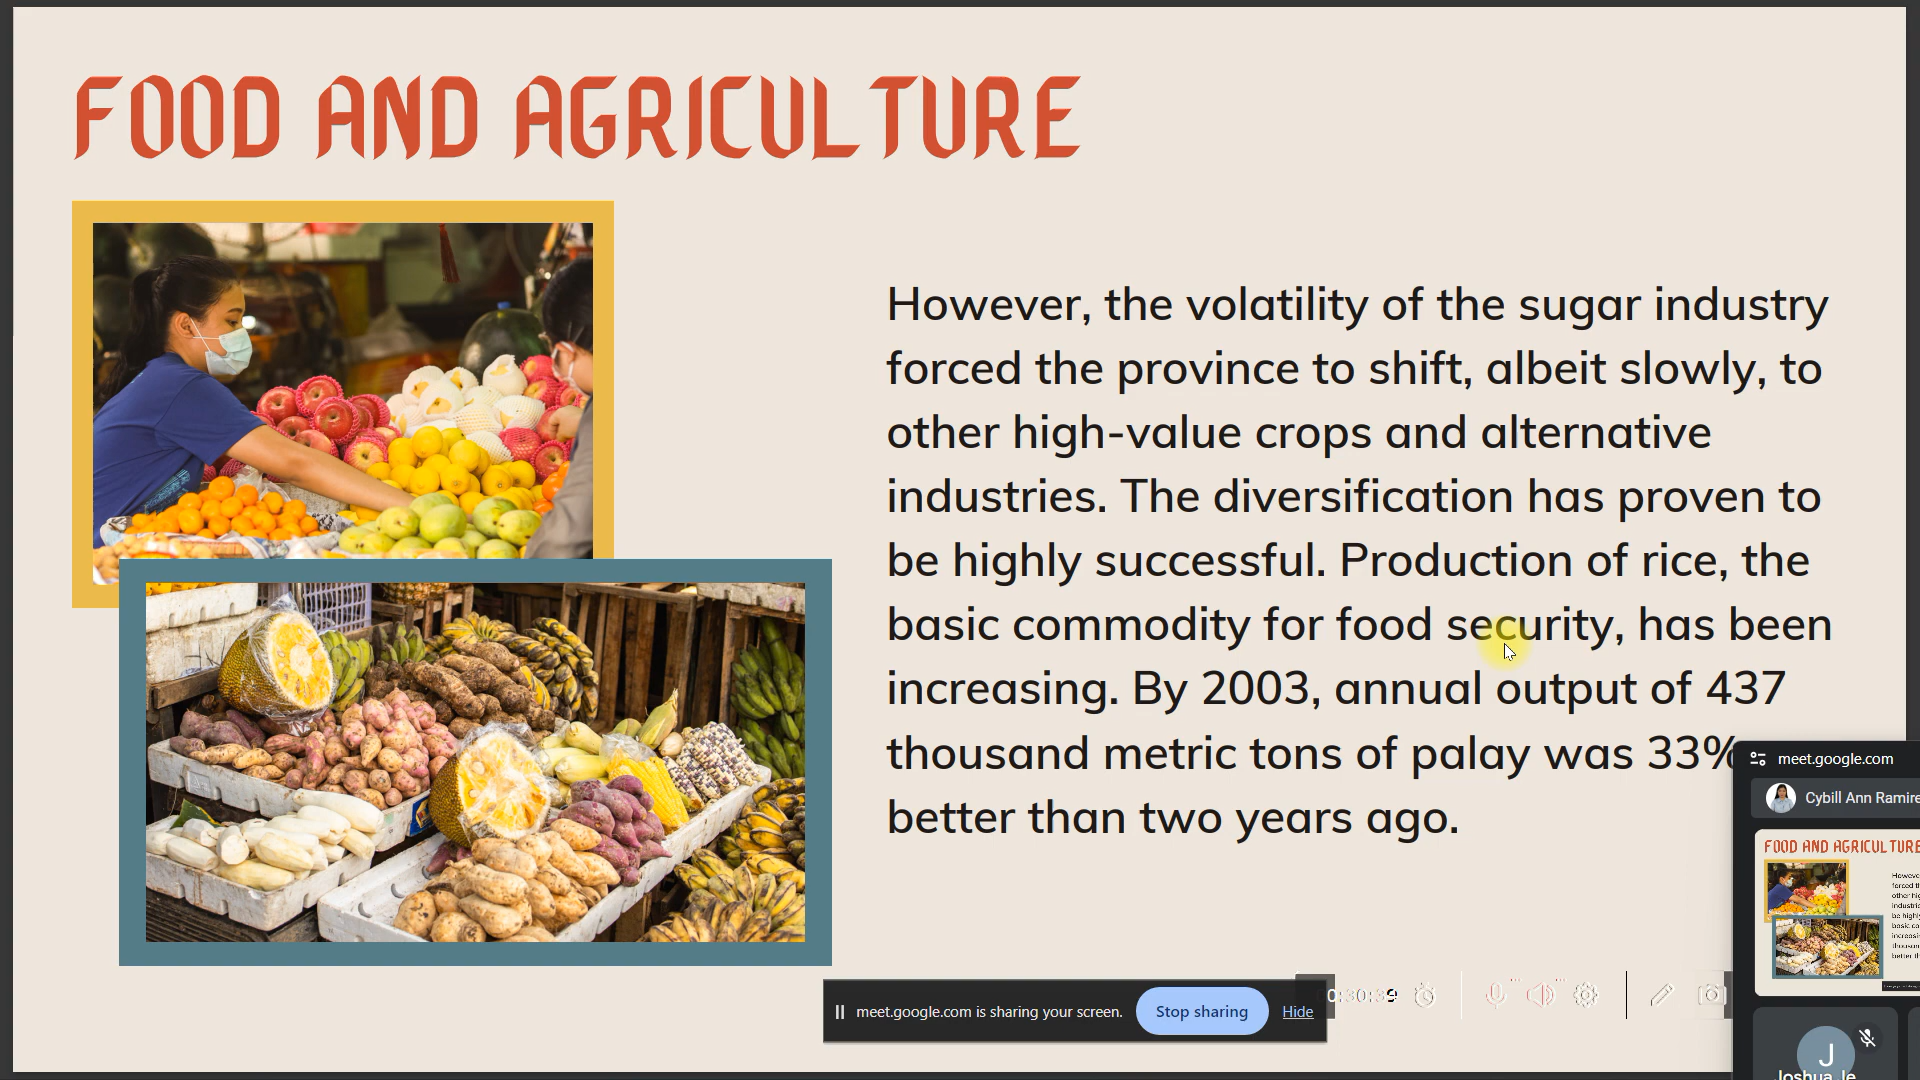 FOOD AND AGRICULTURE
However, the volatility of the sugar industry
forced the province to shift, albeit slowly, to
other high-value crops and alternative
industries. The diversification has proven to
be highly successful. Production of rice, the
basic commodity for food security, has been
increasing. By 2003, annual output of 437
thousand metric tons of palay was 33%
better than two years ago.
meet.google.com
Cybill Ann Ramire
FOOD AND AGRICULTURE
meet.google.com is sharing your screen.
Stop sharing
Hide
J
Joshua Je